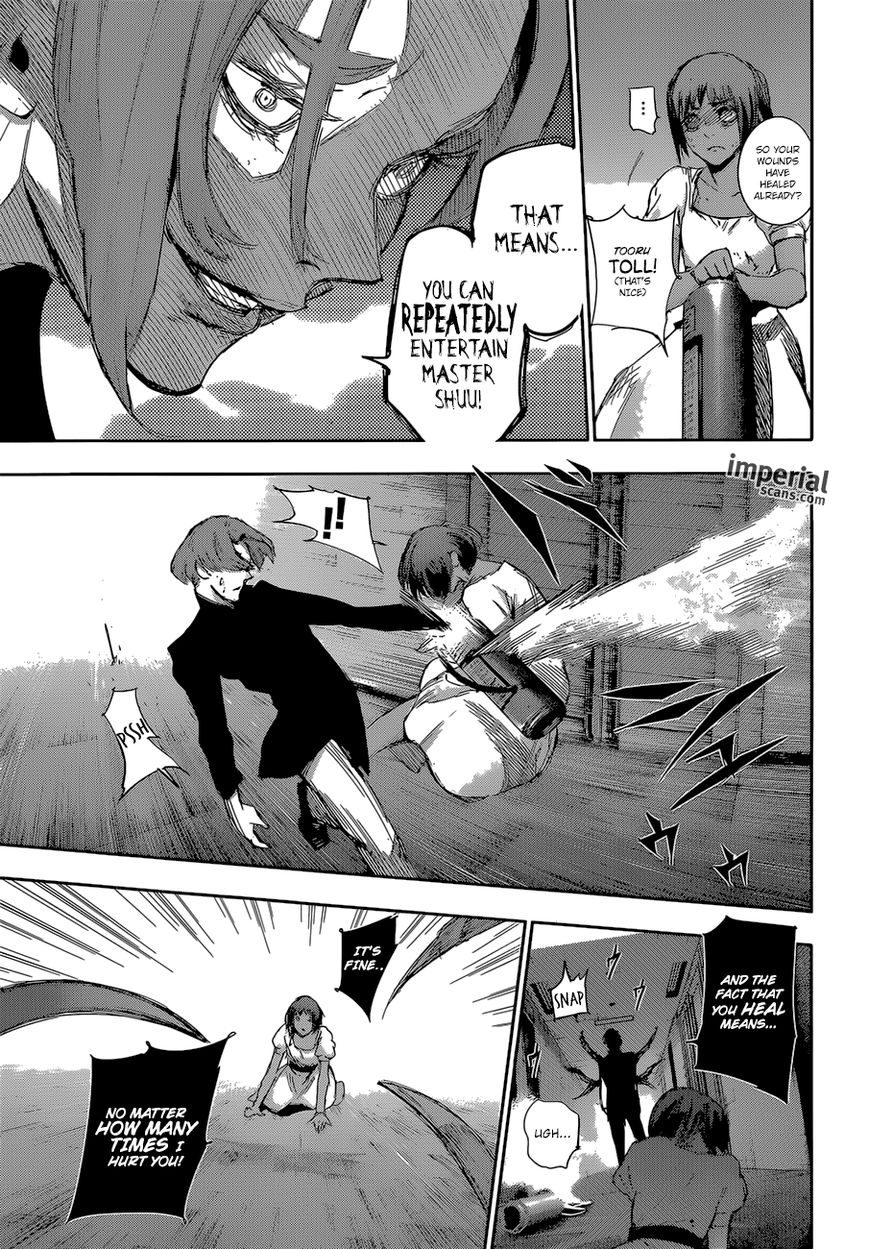 ...
SO YOUR
WOUNDS
HAVE
HEALED
ALREADY?
TOORU
TOLL!
(THAT'S
NICE)
THAT
MEANS...
YOU CAN
REPEATEDLY
ENTERTAIN
MASTER
SHUU!
imperial
scans.com
!!
PSSH
AND THE
FACT THAT
YOU HEAL
MEANS...
SNAP
UGH...
IT'S
FINE..
NO MATTER
HOW MANY
TIMES I
HURT YOU!